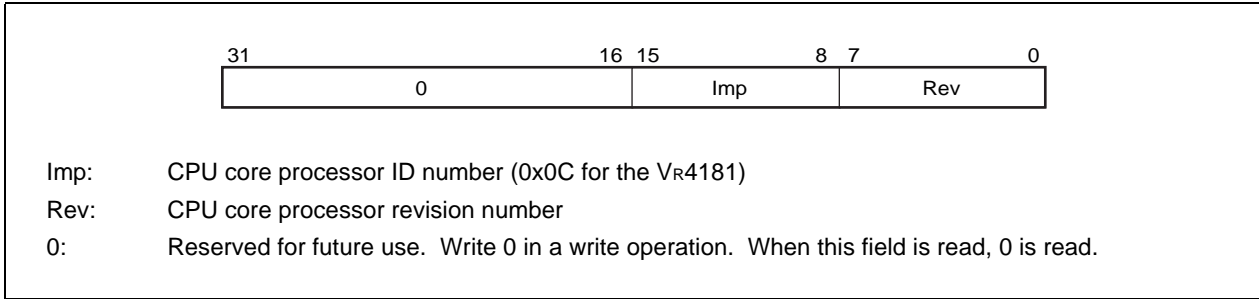 31 16 15 8 7 0
0 Imp Rev
Imp: CPU core processor ID number (0x0C for the VR4181)
Rev: CPU core processor revision number
0: Reserved for future use. Write 0 in a write operation. When this field is read, 0 is read.